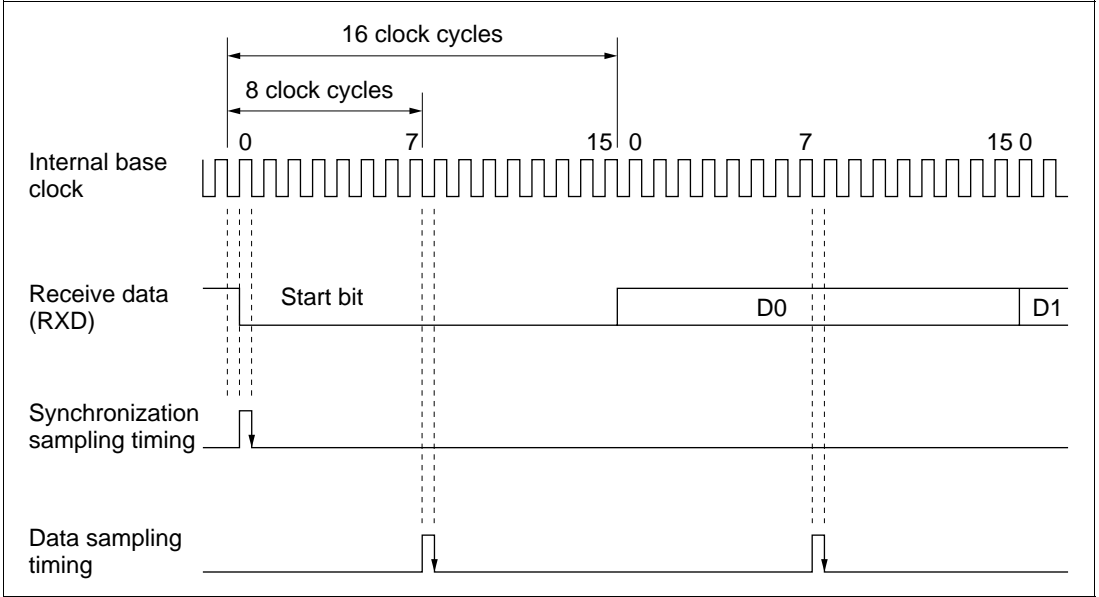 16 clock cycles
8 clock cycles
0 7 15 0 7 15 0
Internal base
clock
Receive data
(RXD)
Start bit
D0
D1
Synchronization
sampling timing
Data sampling
timing